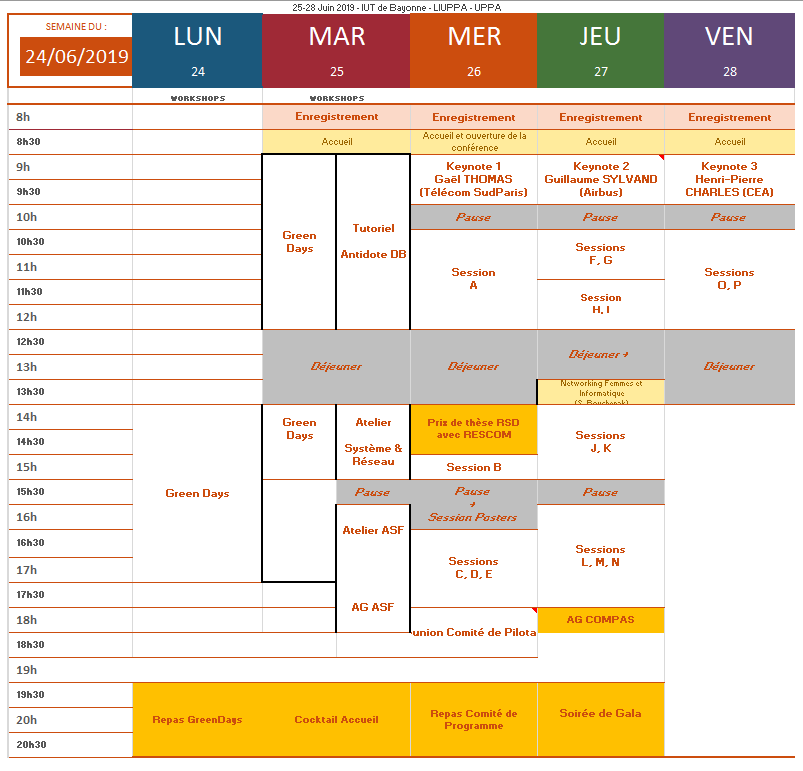 25-28 Juin 2019 - IUT de Bayonne - LIUPPA - UPPA
SEMAINE DU :
24/06/2019
LUN
MAR
MER
JEU
VEN
24
25
26
27
28
WORKSHOPS
WORKSHOPS
8h
Enregistrement
Enregistrement
Enregistrement
Enregistrement
8h30
Accueil
Accueil et ouverture de la
conférence
Accueil
Accueil
9h
9h30
Green
Days
Tutoriel
Antidote DB
Keynote 1
Gaël THOMAS
(Télécom SudParis)
Keynote 2
Guillaume SYLVAND
(Airbus)
Keynote 3
Henri-Pierre
CHARLES (CEA)
10h
Pause
Pause
Pause
10h30
11h
11h30
12h
Session
A
Sessions
F, G
Session
H, I
Sessions
O, P
12h30
13h
13h30
Déjeuner
Déjeuner
Déjeuner →
Networking Femmes et
Informatique
Déjeuner
14h
14h30
15h
Green Days
Green
Days
Atelier
Système &
Réseau
Prix de thèse RSD
avec RESCOM
Session B
Sessions
J, K
15h30
Pause
Pause
→
Session Posters
Pause
16h
16h30
17h
17h30
Atelier ASF
AG ASF
Sessions
C, D, E
Sessions
L, M, N
18h
18h30
union Comité de Pilota
AG COMPAS
19h
19h30
20h
20h30
Repas GreenDays
Cocktail Accueil
Repas Comité de
Programme
Soirée de Gala